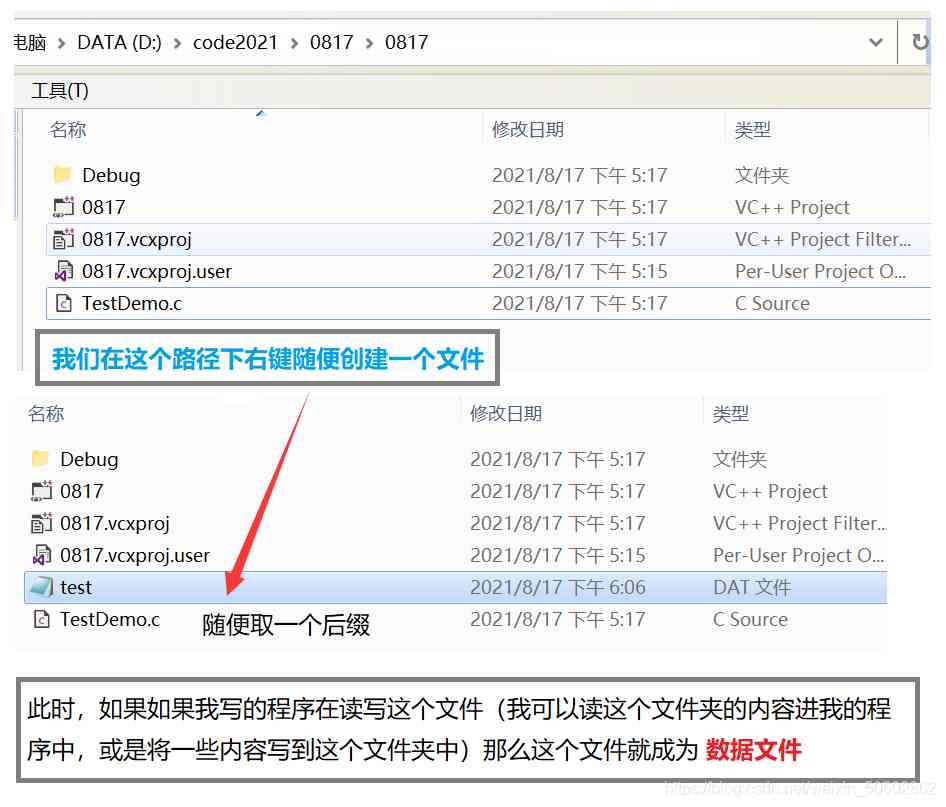 电脑 › DATA (D:) › code2021 › 0817 › 0817
工具(T)
名称 修改日期 类型
Debug 2021/8/17 下午 5:17 文件夹
0817 2021/8/17 下午 5:17 VC++ Project
0817.vcxproj 2021/8/17 下午 5:17 VC++ Project Filter...
0817.vcxproj.user 2021/8/17 下午 5:15 Per-User Project O...
TestDemo.c 2021/8/17 下午 5:17 C Source
我们在这个路径下右键随便创建一个文件
名称 修改日期 类型
Debug 2021/8/17 下午 5:17 文件夹
0817 2021/8/17 下午 5:17 VC++ Project
0817.vcxproj 2021/8/17 下午 5:17 VC++ Project Filter...
0817.vcxproj.user 2021/8/17 下午 5:15 Per-User Project O...
test 2021/8/17 下午 6:06 DAT 文件
TestDemo.c 2021/8/17 下午 5:17 C Source
随便取一个后缀
此时，如果如果我写的程序在读写这个文件（我可以读这个文件夹的内容进我的程
序中，或是将一些内容写到这个文件夹中）那么这个文件就成为 数据文件